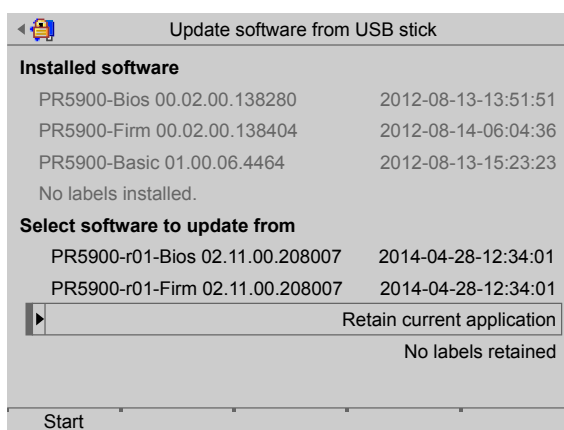 Update software from USB stick
Installed software
PR5900-Bios 00.02.00.138280 2012-08-13-13:51:51
PR5900-Firm 00.02.00.138404 2012-08-14-06:04:36
PR5900-Basic 01.00.06.4464 2012-08-13-15:23:23
No labels installed.
Select software to update from
PR5900-r01-Bios 02.11.00.208007 2014-04-28-12:34:01
PR5900-r01-Firm 02.11.00.208007 2014-04-28-12:34:01
Retain current application
No labels retained
Start